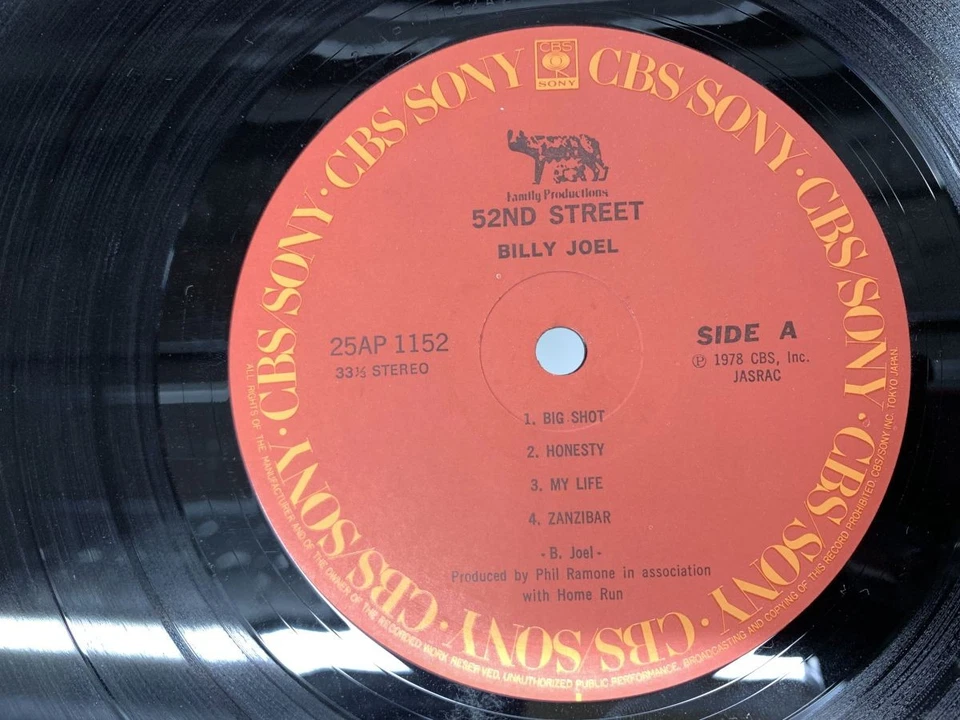 CBS/SONY · CBS/SONY · CBS/SONY · CBS/SONY · CBS/SONY · CBS/SONY · CBS/SONY · CBS/SONY · CBS/SONY
CBS
SONY
Family Productions
52ND STREET
BILLY JOEL
25AP 1152
33⅓ STEREO
SIDE A
Ⓟ 1978 CBS, Inc.
JASRAC
1. BIG SHOT
2. HONESTY
3. MY LIFE
4. ZANZIBAR
- B. Joel -
Produced by Phil Ramone in association
with Home Run
ALL RIGHTS OF THE MANUFACTURER AND OF THE OWNER OF THE RECORDED WORK RESERVED. UNAUTHORIZED PUBLIC PERFORMANCE, BROADCASTING AND COPYING OF THIS RECORD PROHIBITED. CBS/SONY INC. TOKYO JAPAN.